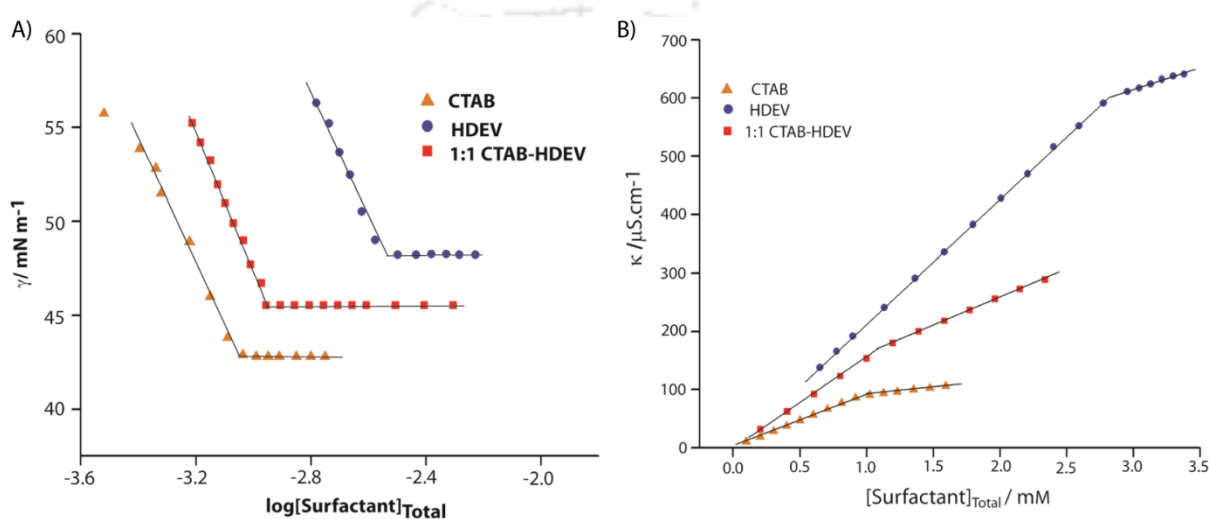 A)
60
55
50
45
40
γ/ mN m⁻¹
CTAB
HDEV
1:1 CTAB-HDEV
-3.6 -3.2 -2.8 -2.4 -2.0
log[Surfactant]Total
B)
700
600
500
400
300
200
100
0
κ /μS.cm-1
CTAB
HDEV
1:1 CTAB-HDEV
0.0 0.5 1.0 1.5 2.0 2.5 3.0 3.5
[Surfactant]Total / mM